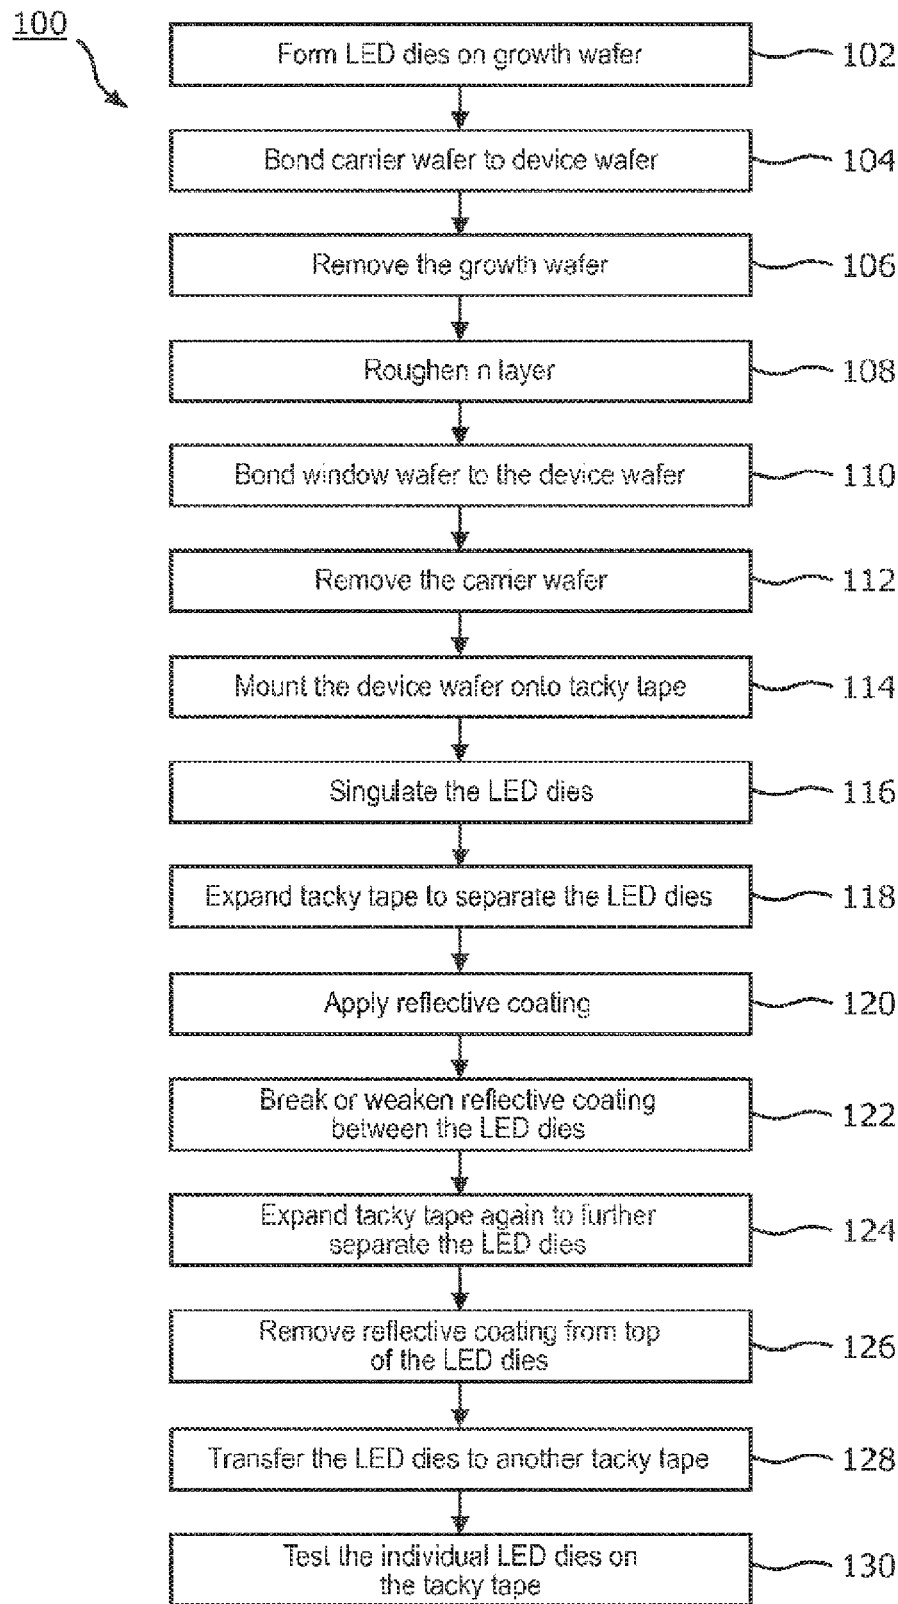 100
Form LED dies on growth wafer
102
Bond carrier wafer to device wafer
104
Remove the growth wafer
106
Roughen n layer
108
Bond window wafer to the device wafer
110
Remove the carrier wafer
112
Mount the device wafer onto tacky tape
114
Singulate the LED dies
116
Expand tacky tape to separate the LED dies
118
Apply reflective coating
120
Break or weaken reflective coating
between the LED dies
122
Expand tacky tape again to further
separate the LED dies
124
Remove reflective coating from top
of the LED dies
126
Transfer the LED dies to another tacky tape
128
Test the individual LED dies on
the tacky tape
130